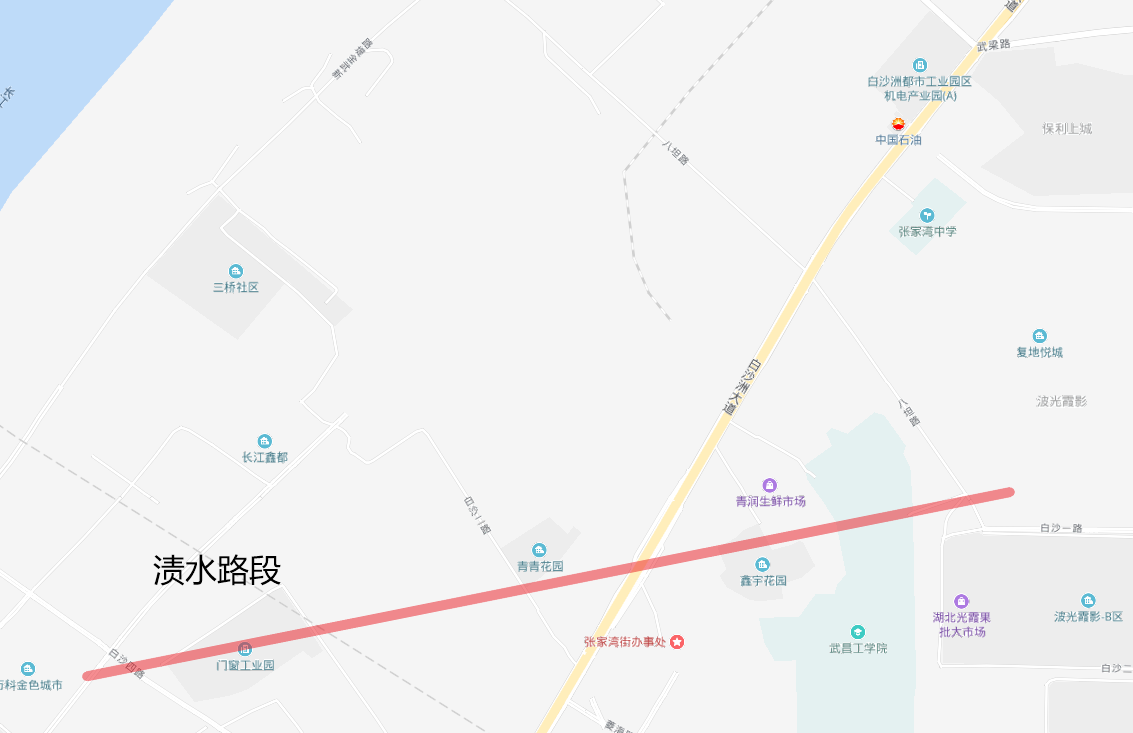 武梁路
白沙洲都市工业园区
机电产业园(A)
中国石油
保利上城
长江
八坦路
张家湾中学
三桥社区
复地悦城
波光霞影
白沙洲大道
八坦路
长江鑫都
青润生鲜市场
白沙二路
白沙一路
青青花园
渍水路段
鑫宇花园
湖北光霞果
批大市场
波光霞影-B区
张家湾街办事处
武昌工学院
白沙四路
门窗工业园
科金色城市
白沙二